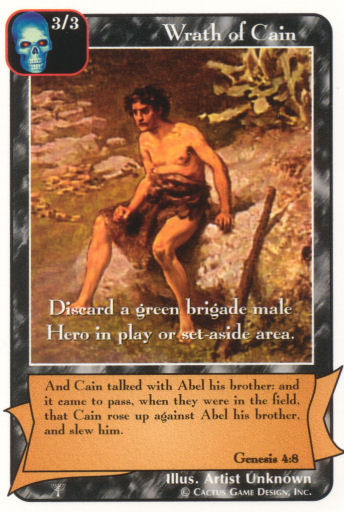 3/3
Wrath of Cain
Discard a green brigade male
Hero in play or set-aside area.
And Cain talked with Abel his brother: and
it came to pass, when they were in the field,
that Cain rose up against Abel his brother,
and slew him.
Genesis 4:8
Illus. Artist Unknown
© Cactus Game Design, Inc.